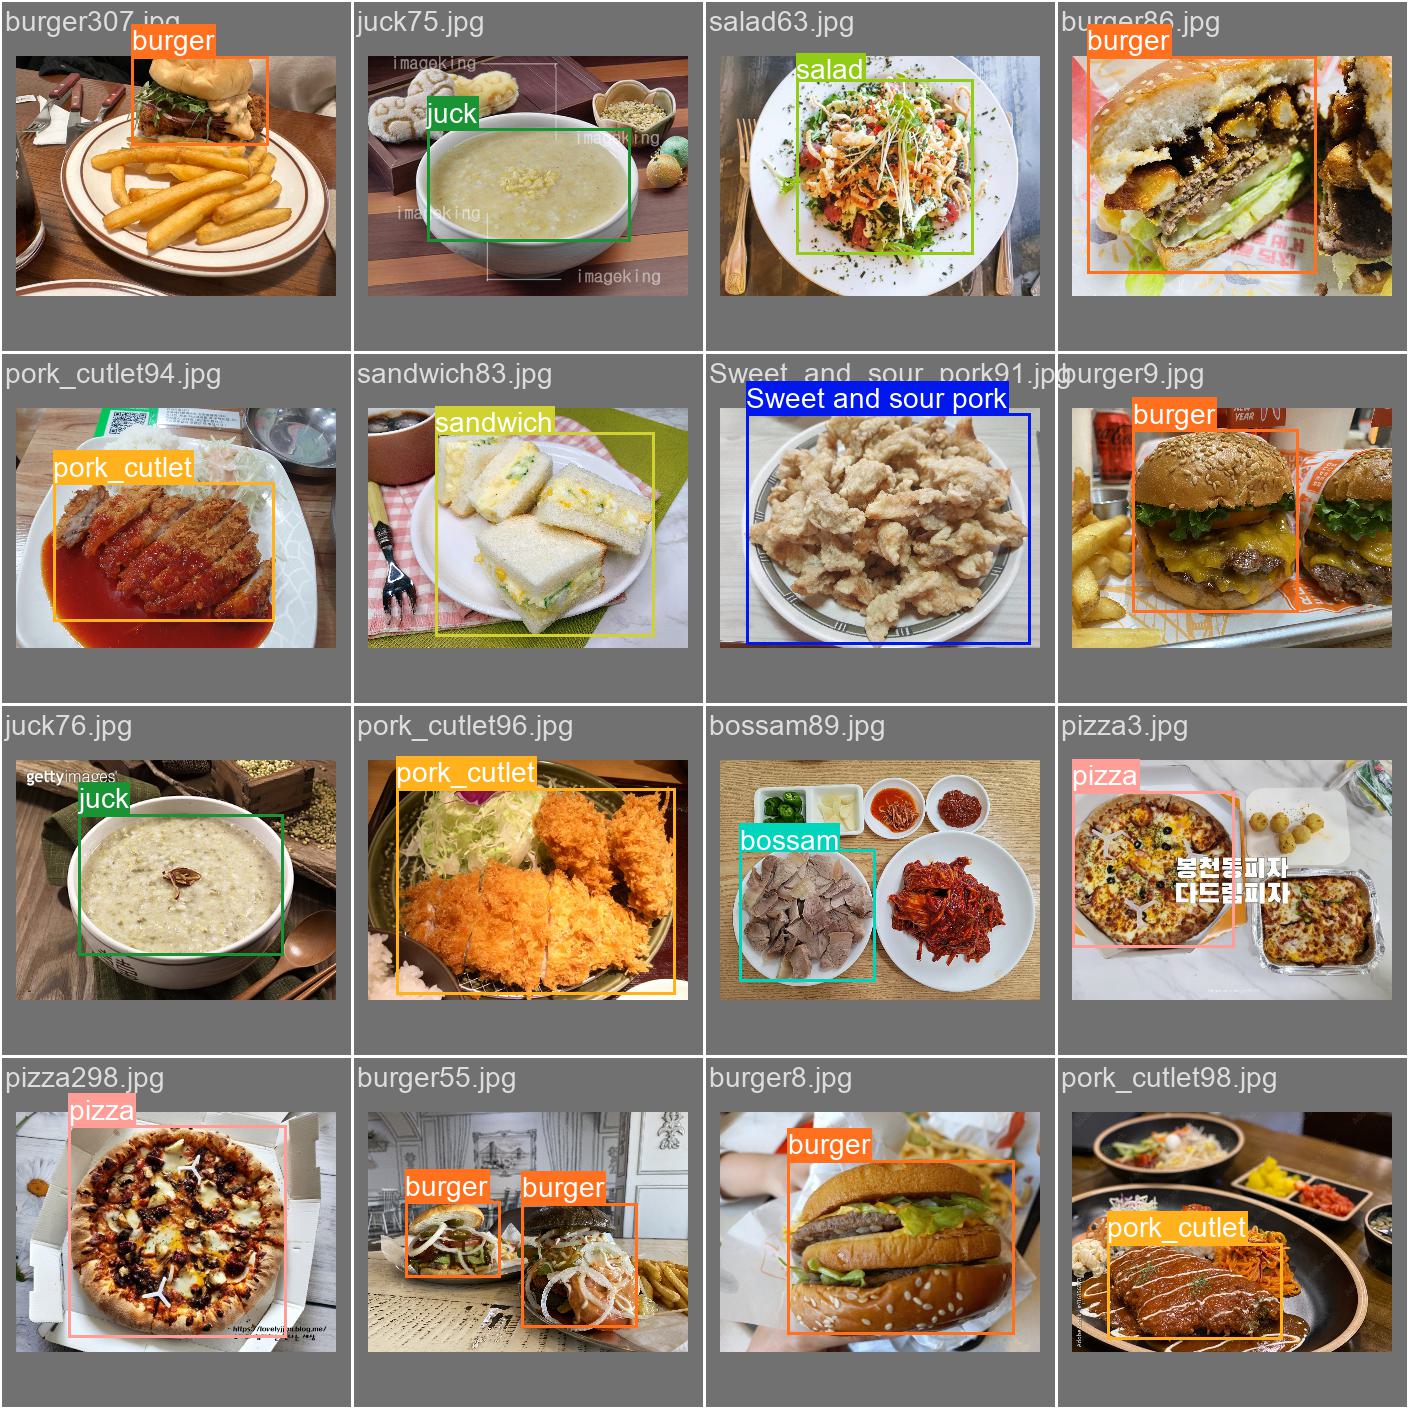 burger307.jpg
burger
juck75.jpg
juck
imageking
imageking
imageking
imageking
salad63.jpg
salad
burger86.jpg
burger
pork_cutlet94.jpg
pork_cutlet
sandwich83.jpg
sandwich
Sweet_and_sour_pork91.jpg
Sweet and sour pork
burger9.jpg
burger
NEW
YEAR
juck76.jpg
gettyimages
juck
pork_cutlet96.jpg
pork_cutlet
bossam89.jpg
bossam
pizza3.jpg
pizza
봉천동피자
다드림피자
pizza298.jpg
pizza
https://lovelyjjan.blog.me/
burger55.jpg
burger
burger
burger8.jpg
burger
pork_cutlet98.jpg
pork_cutlet